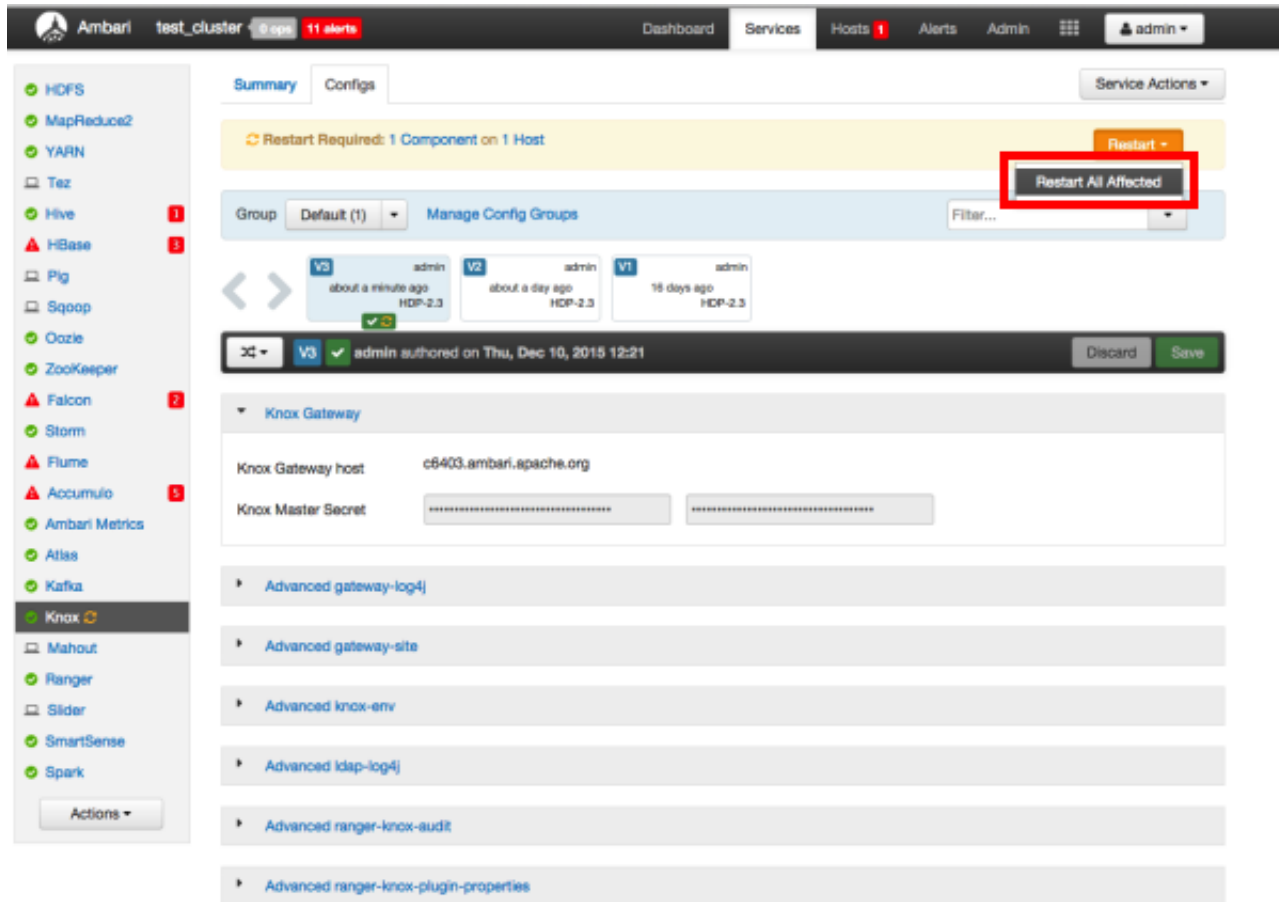 Ambari test_cluster 0 ops 11 alerts Dashboard Services Hosts 1 Alerts Admin admin
HDFS
MapReduce2
YARN
Tez
Hive 1
HBase 3
Pig
Sqoop
Oozie
ZooKeeper
Falcon 2
Storm
Flume
Accumulo 5
Ambari Metrics
Atlas
Kafka
Knox
Mahout
Ranger
Slider
SmartSense
Spark
Actions
Summary Configs Service Actions
Restart Required: 1 Component on 1 Host Restart
Restart All Affected
Group Default (1) Manage Config Groups Filter...
V3 admin V2 admin V1 admin
about a minute ago about a day ago 16 days ago
HDP-2.3 HDP-2.3 HDP-2.3
V3 admin authored on Thu, Dec 10, 2015 12:21 Discard Save
Knox Gateway
Knox Gateway host c6403.ambari.apache.org
Knox Master Secret
Advanced gateway-log4j
Advanced gateway-site
Advanced knox-env
Advanced ldap-log4j
Advanced ranger-knox-audit
Advanced ranger-knox-plugin-properties